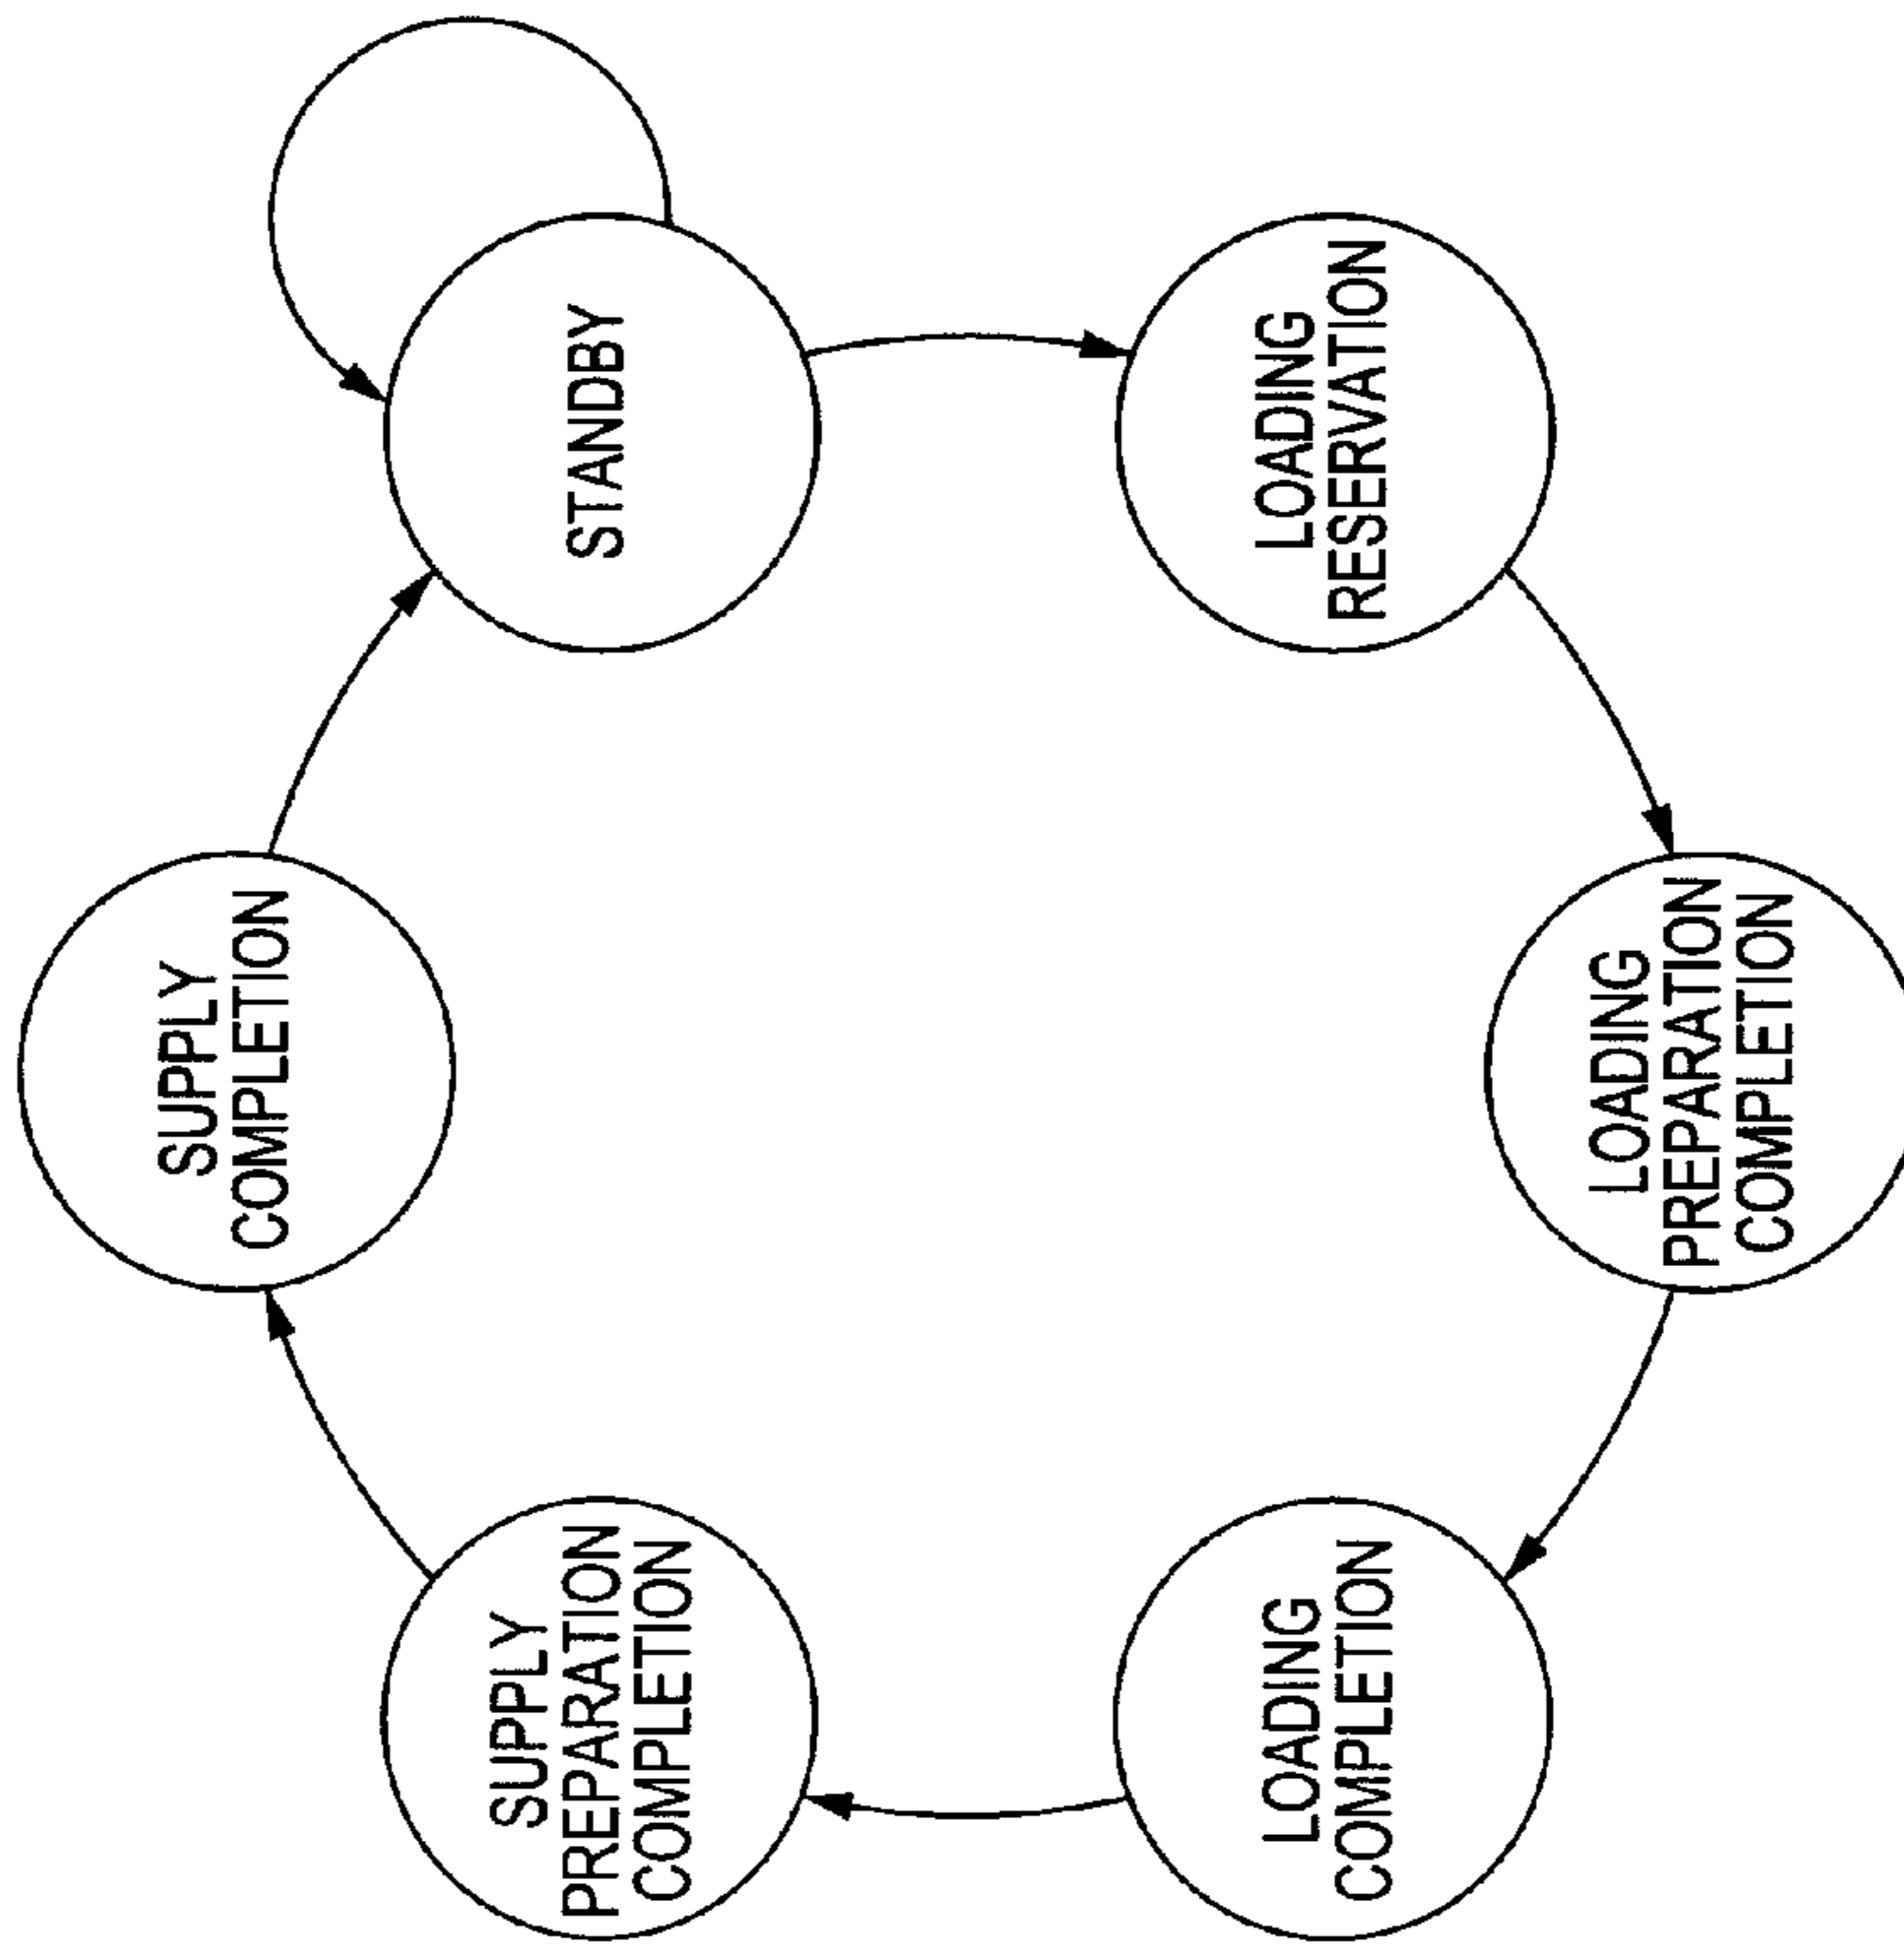 STANDBY
LOADING
RESERVATION
SUPPLY
COMPLETION
LOADING
PREPARATION
COMPLETION
SUPPLY
PREPARATION
COMPLETION
LOADING
COMPLETION